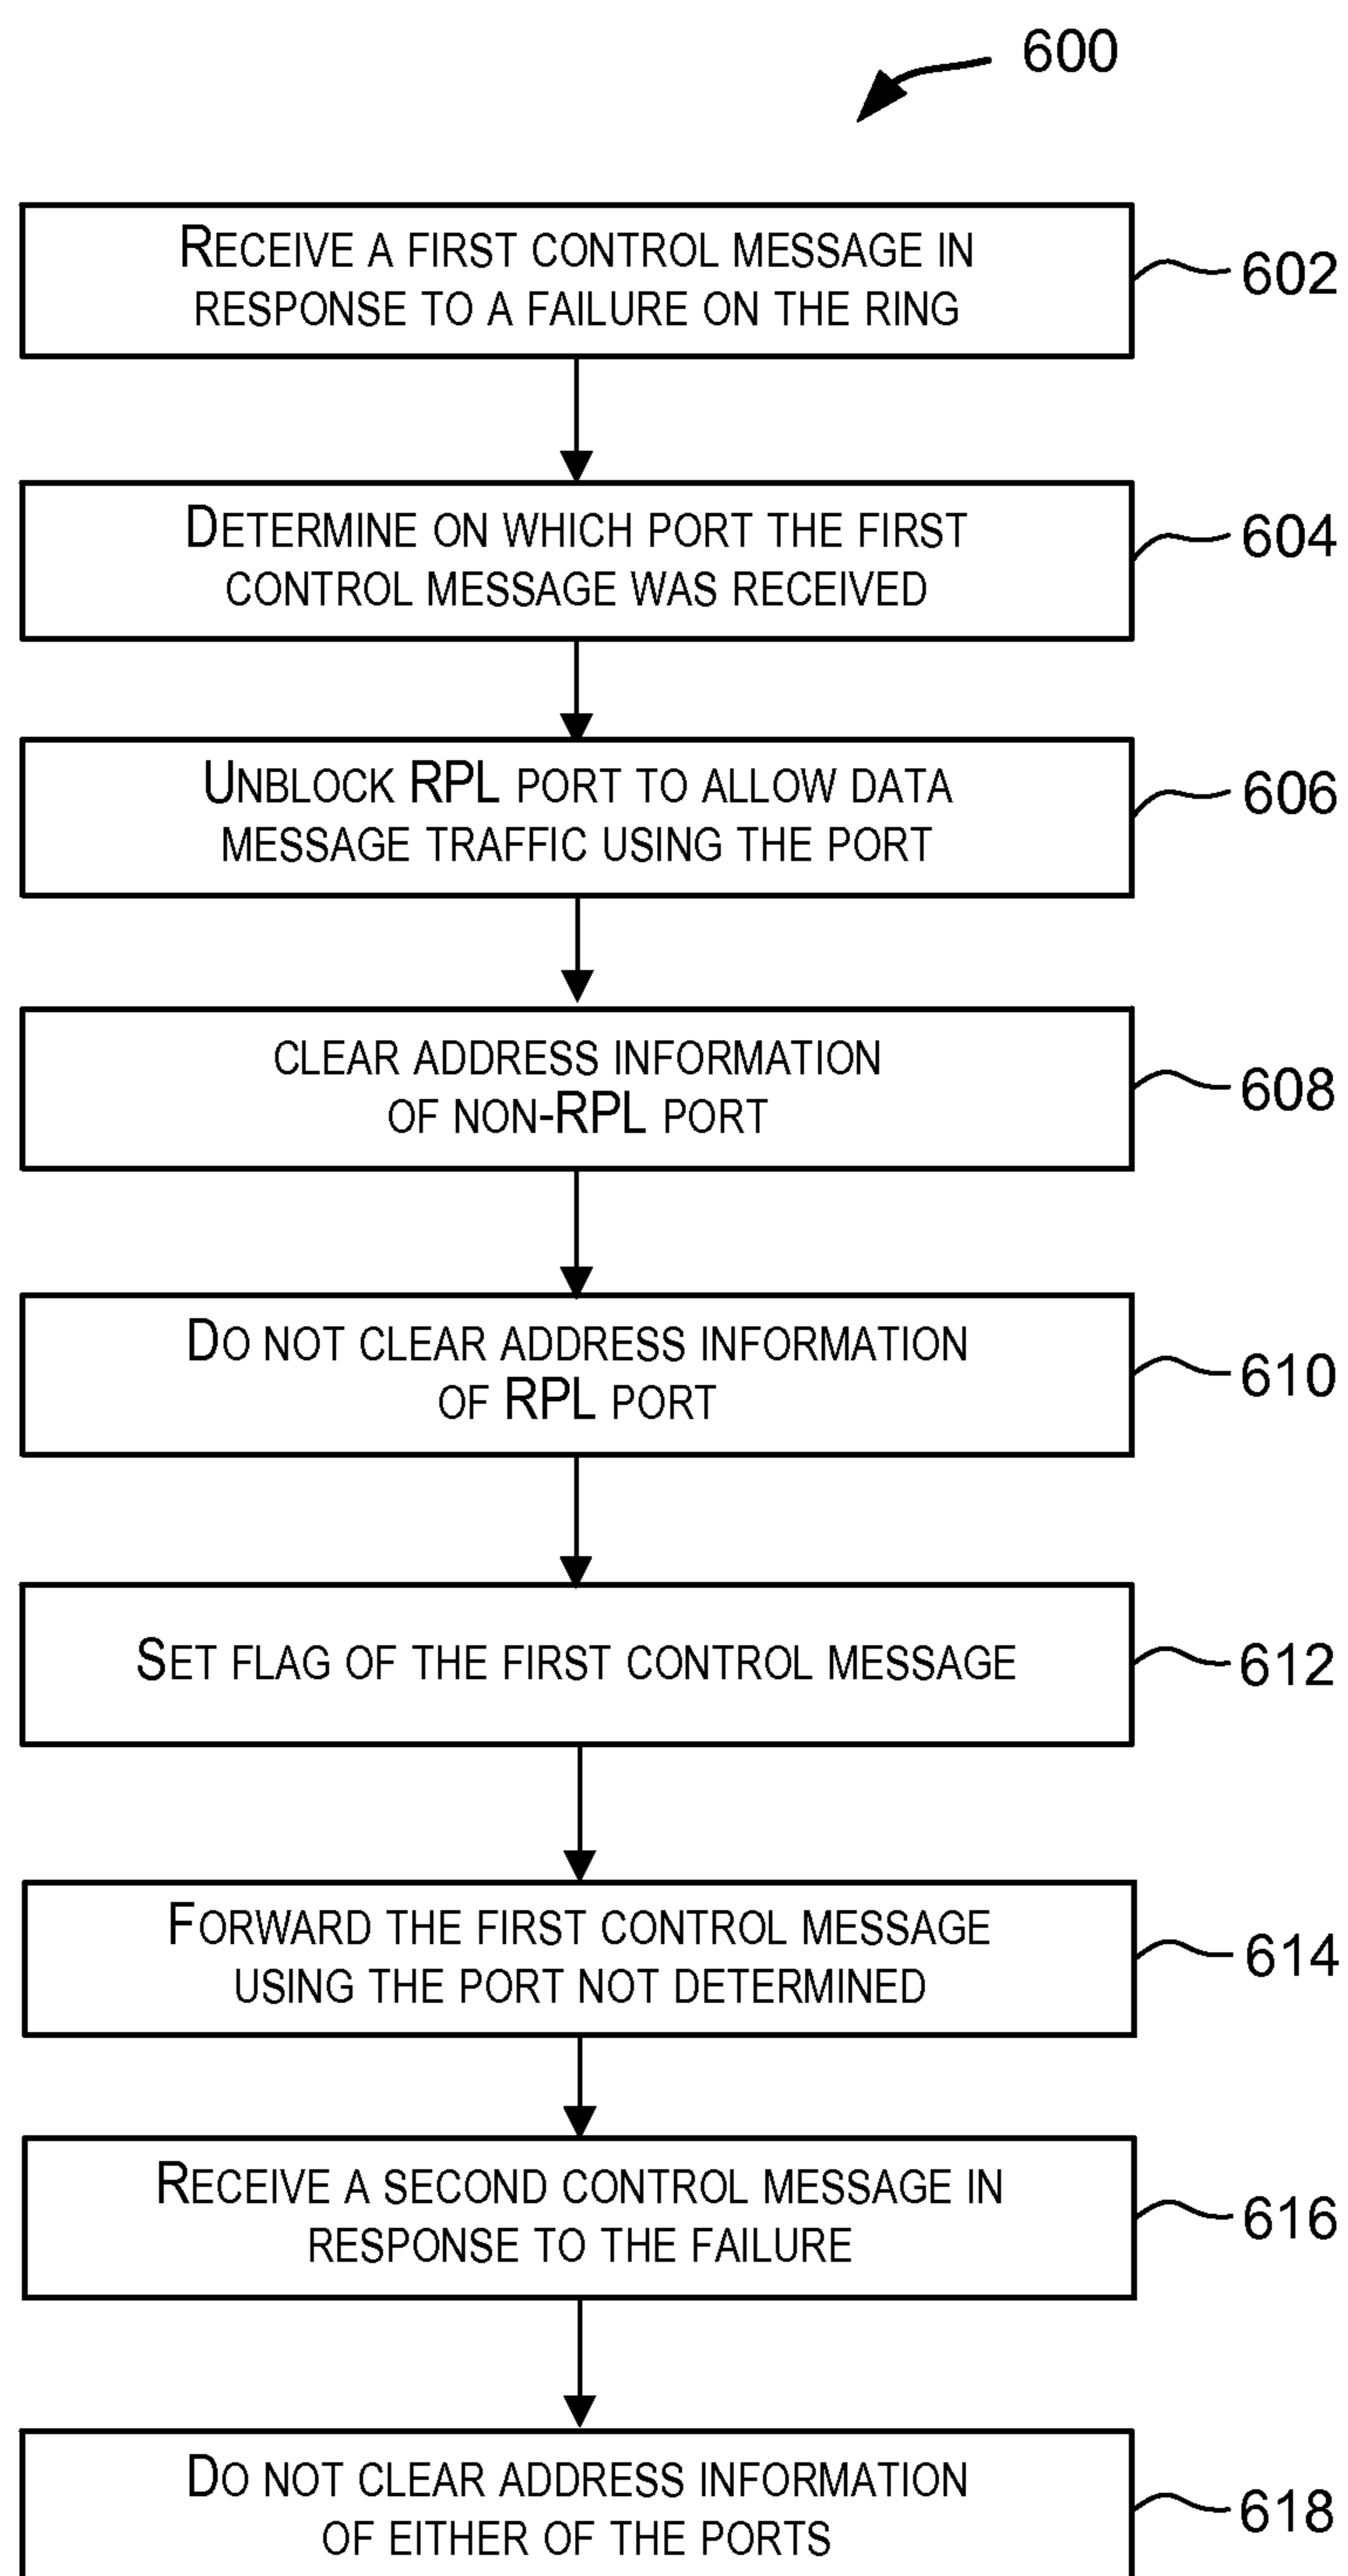 600
RECEIVE A FIRST CONTROL MESSAGE IN
RESPONSE TO A FAILURE ON THE RING
602
DETERMINE ON WHICH PORT THE FIRST
CONTROL MESSAGE WAS RECEIVED
604
UNBLOCK RPL PORT TO ALLOW DATA
MESSAGE TRAFFIC USING THE PORT
606
CLEAR ADDRESS INFORMATION
OF NON-RPL PORT
608
DO NOT CLEAR ADDRESS INFORMATION
OF RPL PORT
610
SET FLAG OF THE FIRST CONTROL MESSAGE
612
FORWARD THE FIRST CONTROL MESSAGE
USING THE PORT NOT DETERMINED
614
RECEIVE A SECOND CONTROL MESSAGE IN
RESPONSE TO THE FAILURE
616
DO NOT CLEAR ADDRESS INFORMATION
OF EITHER OF THE PORTS
618